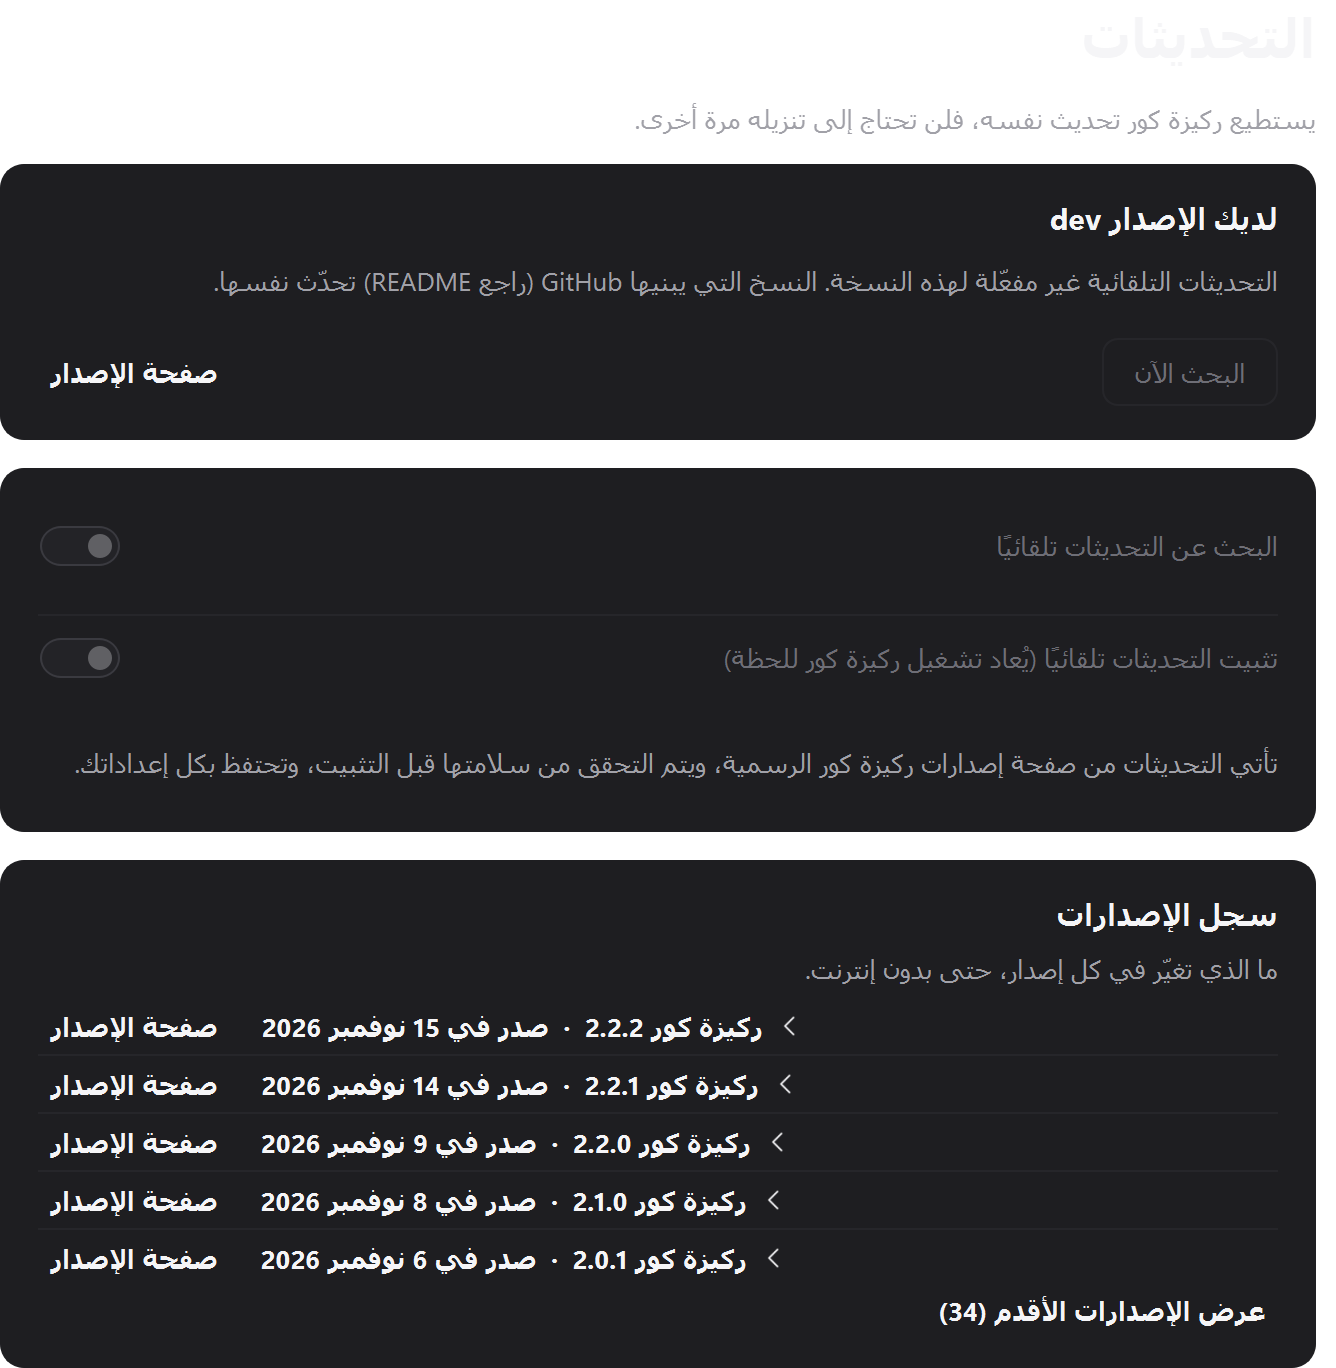 التحديثات
يستطيع ركيزة كور تحديث نفسه، فلن تحتاج إلى تنزيله مرة أخرى.
لديك الإصدار dev
التحديثات التلقائية غير مفعّلة لهذه النسخة. النسخ التي يبنيها GitHub (راجع README) تحدّث نفسها.
البحث الآن
صفحة الإصدار
البحث عن التحديثات تلقائيًا
تثبيت التحديثات تلقائيًا (يُعاد تشغيل ركيزة كور للحظة)
تأتي التحديثات من صفحة إصدارات ركيزة كور الرسمية، ويتم التحقق من سلامتها قبل التثبيت، وتحتفظ بكل إعداداتك.
سجل الإصدارات
ما الذي تغيّر في كل إصدار، حتى بدون إنترنت.
ركيزة كور 2.2.2 · صدر في 15 نوفمبر 2026 صفحة الإصدار
ركيزة كور 2.2.1 · صدر في 14 نوفمبر 2026 صفحة الإصدار
ركيزة كور 2.2.0 · صدر في 9 نوفمبر 2026 صفحة الإصدار
ركيزة كور 2.1.0 · صدر في 8 نوفمبر 2026 صفحة الإصدار
ركيزة كور 2.0.1 · صدر في 6 نوفمبر 2026 صفحة الإصدار
عرض الإصدارات الأقدم (34)